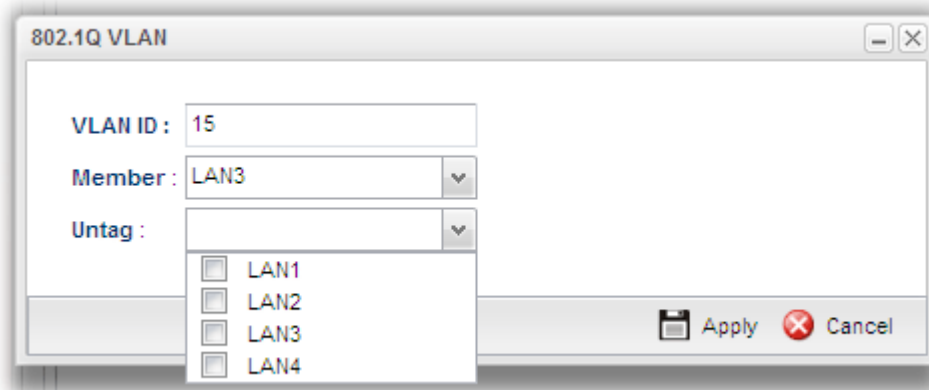 802.1Q VLAN
VLAN ID : 15
Member : LAN3
Untag :
LAN1
LAN2
LAN3
LAN4
Apply Cancel